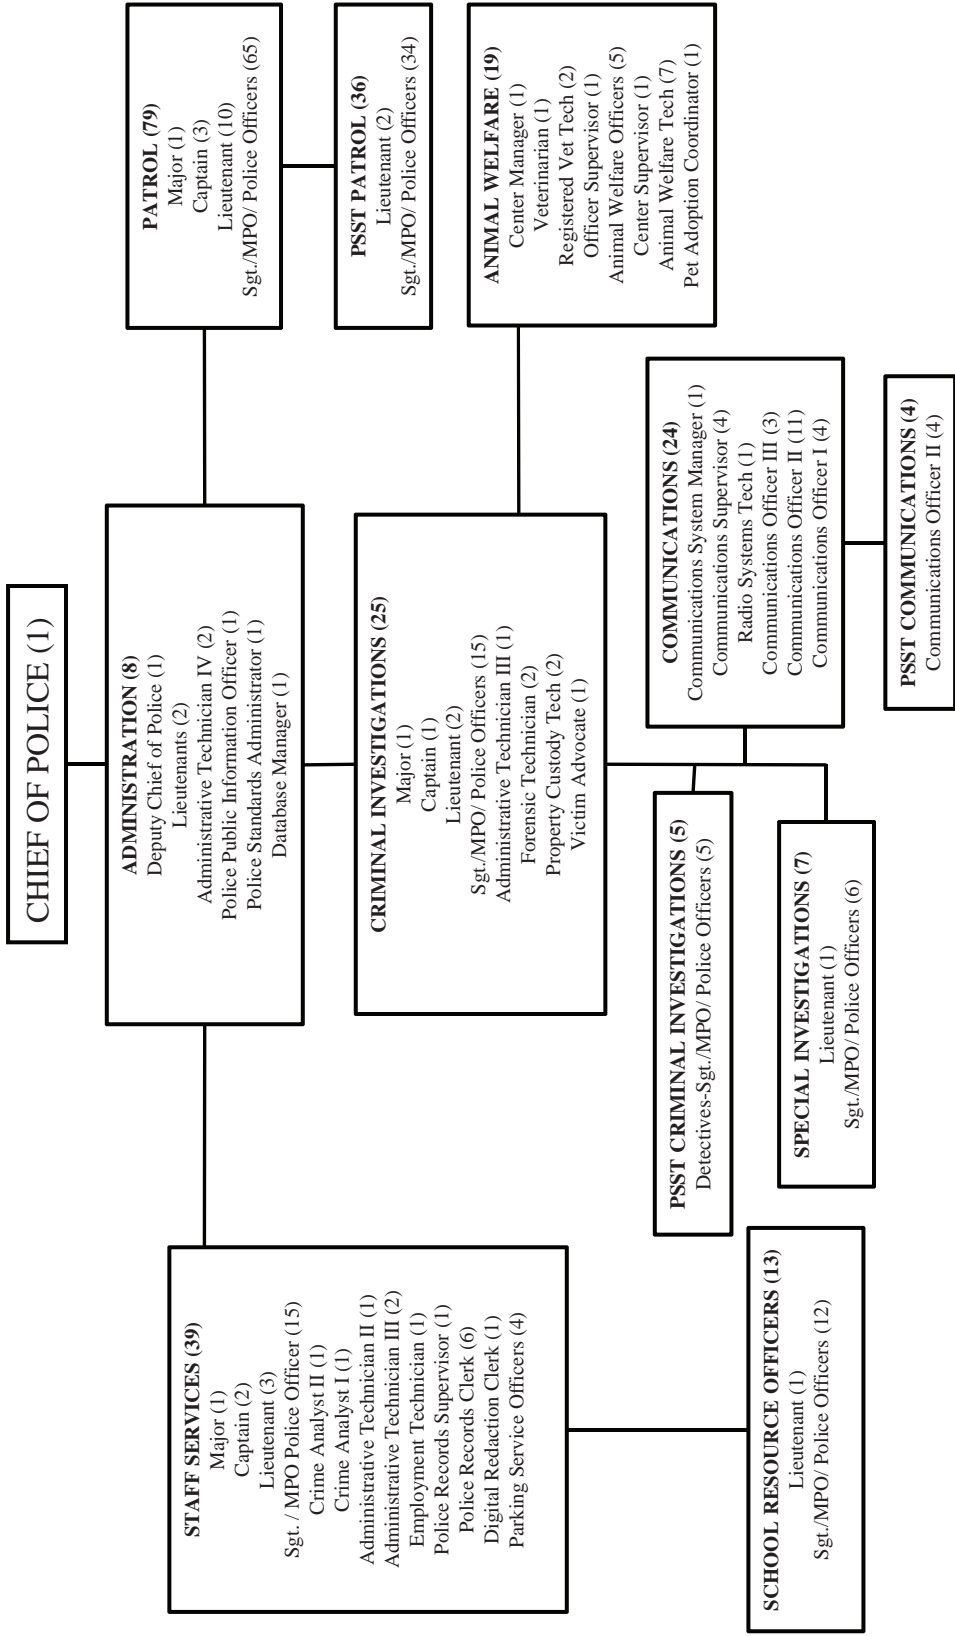 CHIEF OF POLICE (1)
ADMINISTRATION (8)
Deputy Chief of Police (1)
Lieutenants (2)
Administrative Technician IV (2)
Police Public Information Officer (1)
Police Standards Administrator (1)
Database Manager (1)
STAFF SERVICES (39)
Major (1)
Captain (2)
Lieutenant (3)
Sgt. / MPO Police Officer (15)
Crime Analyst II (1)
Crime Analyst I (1)
Administrative Technician II (1)
Administrative Technician III (2)
Employment Technician (1)
Police Records Supervisor (1)
Police Records Clerk (6)
Digital Redaction Clerk (1)
Parking Service Officers (4)
SCHOOL RESOURCE OFFICERS (13)
Lieutenant (1)
Sgt./MPO/ Police Officers (12)
CRIMINAL INVESTIGATIONS (25)
Major (1)
Captain (1)
Lieutenant (2)
Sgt./MPO/ Police Officers (15)
Administrative Technician III (1)
Forensic Technician (2)
Property Custody Tech (2)
Victim Advocate (1)
PSST CRIMINAL INVESTIGATIONS (5)
Detectives-Sgt./MPO/ Police Officers (5)
SPECIAL INVESTIGATIONS (7)
Lieutenant (1)
Sgt./MPO/ Police Officers (6)
COMMUNICATIONS (24)
Communications System Manager (1)
Communications Supervisor (4)
Radio Systems Tech (1)
Communications Officer III (3)
Communications Officer II (11)
Communications Officer I (4)
PSST COMMUNICATIONS (4)
Communications Officer II (4)
PATROL (79)
Major (1)
Captain (3)
Lieutenant (10)
Sgt./MPO/ Police Officers (65)
PSST PATROL (36)
Lieutenant (2)
Sgt./MPO/ Police Officers (34)
ANIMAL WELFARE (19)
Center Manager (1)
Veterinarian (1)
Registered Vet Tech (2)
Officer Supervisor (1)
Animal Welfare Officers (5)
Center Supervisor (1)
Animal Welfare Tech (7)
Pet Adoption Coordinator (1)